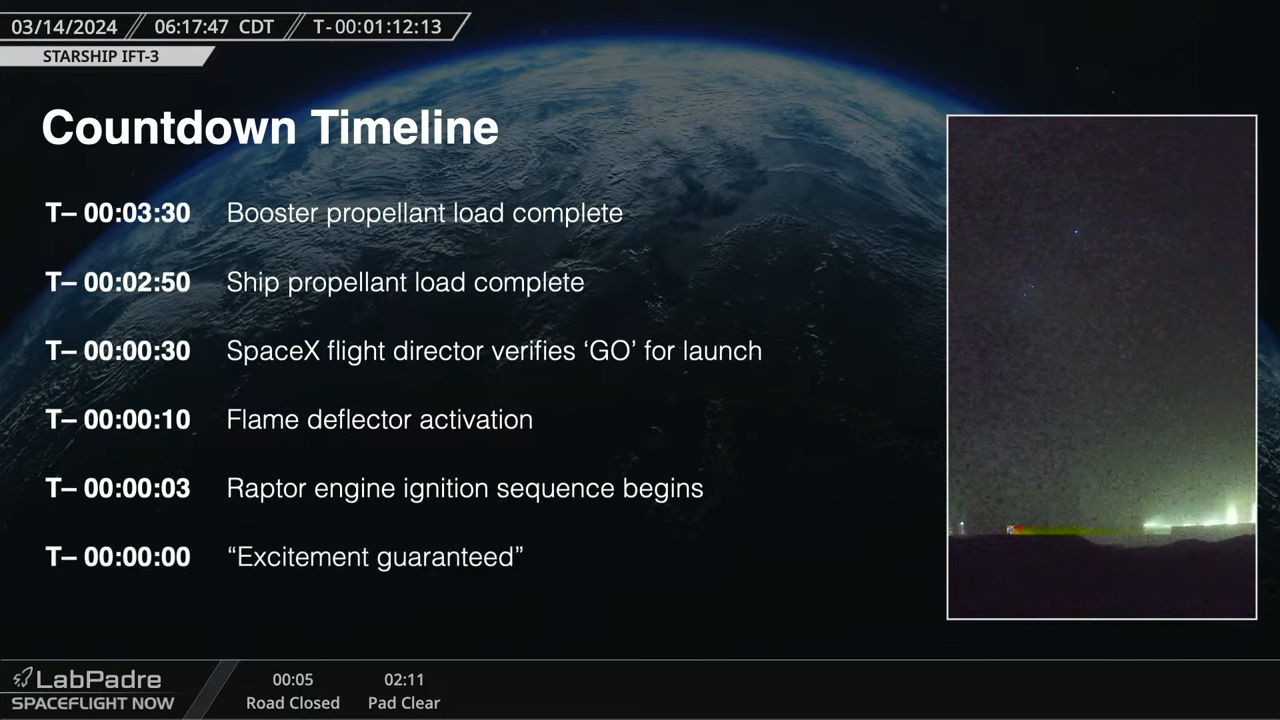 03/14/2024 // 06:17:47 CDT // T-00:01:12:13
STARSHIP IFT-3
Countdown Timeline
T– 00:03:30 Booster propellant load complete
T– 00:02:50 Ship propellant load complete
T– 00:00:30 SpaceX flight director verifies ‘GO’ for launch
T– 00:00:10 Flame deflector activation
T– 00:00:03 Raptor engine ignition sequence begins
T– 00:00:00 “Excitement guaranteed”
LabPadre
SPACEFLIGHT NOW
00:05 02:11
Road Closed Pad Clear